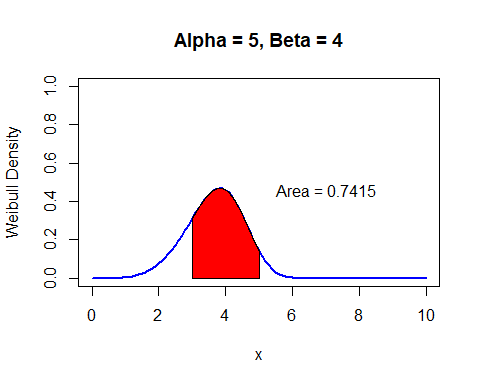 Alpha = 5, Beta = 4
Weibull Density
1.0
0.8
0.6
0.4
0.2
0.0
Area = 0.7415
0 2 4 6 8 10
x